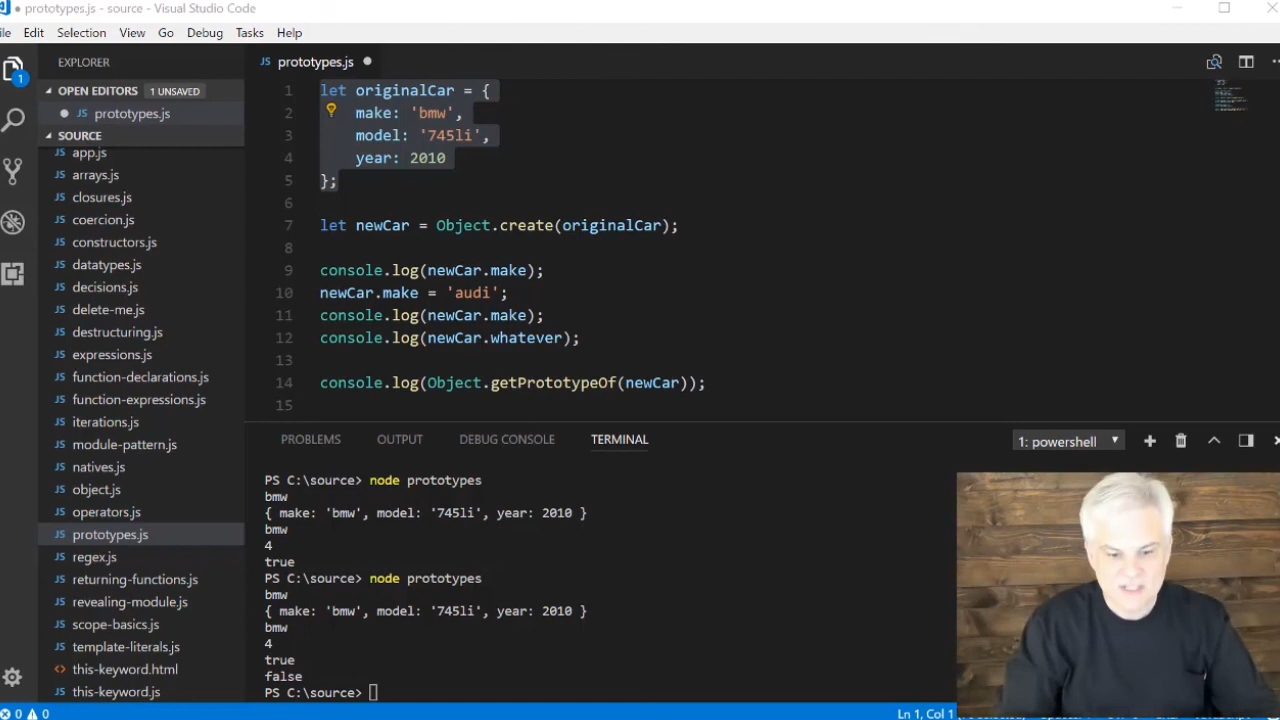 ● prototypes.js - source - Visual Studio Code
ile Edit Selection View Go Debug Tasks Help
EXPLORER
JS prototypes.js ●
1
OPEN EDITORS 1 UNSAVED
● JS prototypes.js
SOURCE
JS app.js
JS arrays.js
JS closures.js
JS coercion.js
JS constructors.js
JS datatypes.js
JS decisions.js
JS delete-me.js
JS destructuring.js
JS expressions.js
JS function-declarations.js
JS function-expressions.js
JS iterations.js
JS module-pattern.js
JS natives.js
JS object.js
JS operators.js
JS prototypes.js
JS regex.js
JS returning-functions.js
JS revealing-module.js
JS scope-basics.js
JS template-literals.js
<> this-keyword.html
JS this-keyword.js
1 let originalCar = {
2 make: 'bmw',
3 model: '745li',
4 year: 2010
5 };
6
7 let newCar = Object.create(originalCar);
8
9 console.log(newCar.make);
10 newCar.make = 'audi';
11 console.log(newCar.make);
12 console.log(newCar.whatever);
13
14 console.log(Object.getPrototypeOf(newCar));
15
PROBLEMS OUTPUT DEBUG CONSOLE TERMINAL
1: powershell
PS C:\source> node prototypes
bmw
{ make: 'bmw', model: '745li', year: 2010 }
bmw
4
true
PS C:\source> node prototypes
bmw
{ make: 'bmw', model: '745li', year: 2010 }
bmw
4
true
false
PS C:\source>
0 0
Ln 1, Col 1